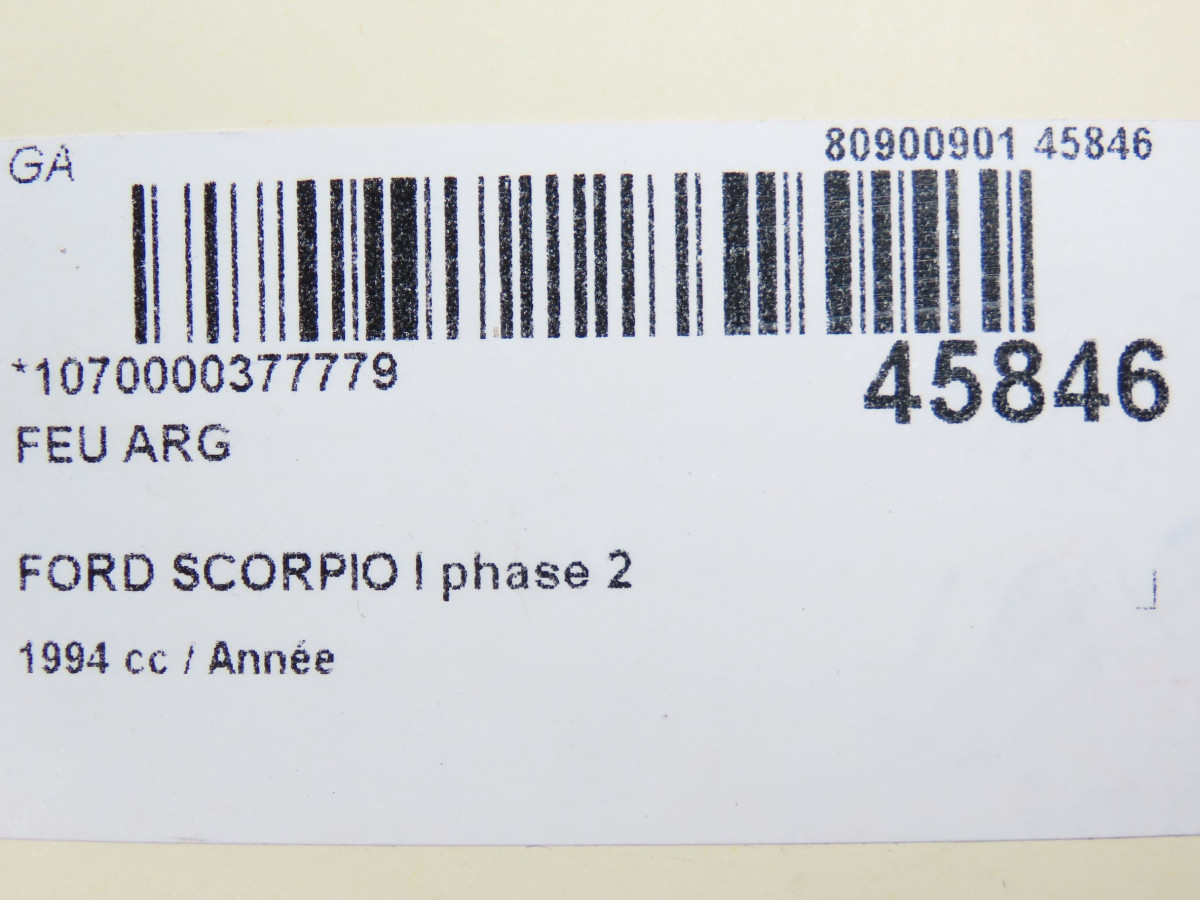 GA
80900901 45846
*1070000377779
45846
FEU ARG
FORD SCORPIO I phase 2
1994 cc / Année